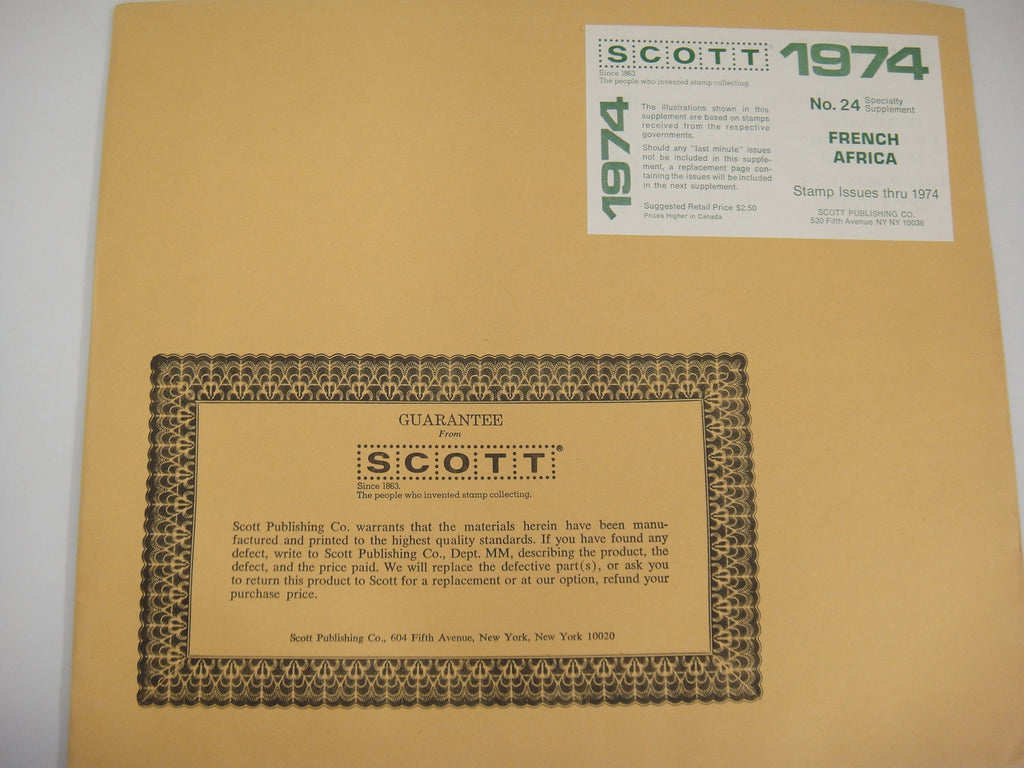 SCOTT
Since 1863.
The people who invented stamp collecting.
1974
1974
The illustrations shown in this
supplement are based on stamps
received from the respective
governments.
Should any "last minute" issues
not be included in this supple-
ment, a replacement page con-
taining the issues will be included
in the next supplement.
Suggested Retail Price $2.50
Prices Higher in Canada
No. 24 Specialty
Supplement
FRENCH
AFRICA
Stamp Issues thru 1974
SCOTT PUBLISHING CO.
530 Fifth Avenue NY NY 10036
GUARANTEE
From
SCOTT®
Since 1863.
The people who invented stamp collecting.
Scott Publishing Co. warrants that the materials herein have been manu-
factured and printed to the highest quality standards. If you have found any
defect, write to Scott Publishing Co., Dept. MM, describing the product, the
defect, and the price paid. We will replace the defective part(s), or ask you
to return this product to Scott for a replacement or at our option, refund your
purchase price.
Scott Publishing Co., 604 Fifth Avenue, New York, New York 10020